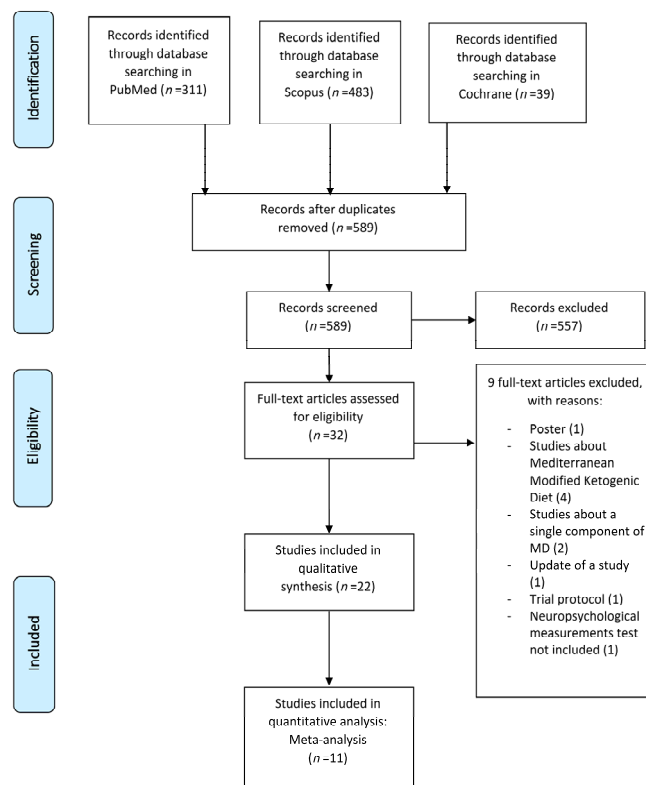 Identification
Records identified
through database
searching in
PubMed (n =311)
Records identified
through database
searching in
Scopus (n =483)
Records identified
through database
searching in
Cochrane (n =39)
Screening
Records after duplicates
removed (n =589)
Records screened
(n =589)
Records excluded
(n =557)
Eligibility
Full-text articles assessed
for eligibility
(n =32)
9 full-text articles excluded,
with reasons:
- Poster (1)
- Studies about
Mediterranean
Modified Ketogenic
Diet (4)
- Studies about a
single component of
MD (2)
- Update of a study
(1)
- Trial protocol (1)
- Neuropsychological
measurements test
not included (1)
Included
Studies included in
qualitative
synthesis (n =22)
Studies included in
quantitative analysis:
Meta-analysis
(n =11)